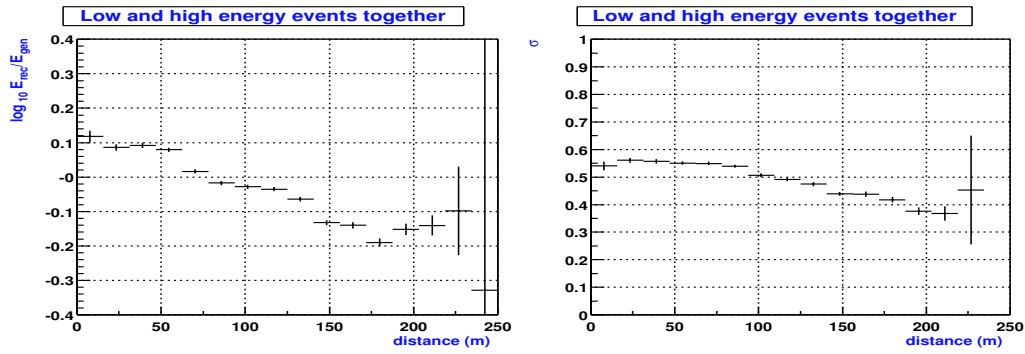 Low and high energy events together
log 10 Erec/Egen
0.4
0.3
0.2
0.1
-0
-0.1
-0.2
-0.3
-0.4
0 50 100 150 200 250
distance (m)
Low and high energy events together
σ
1
0.9
0.8
0.7
0.6
0.5
0.4
0.3
0.2
0.1
0
0 50 100 150 200 250
distance (m)